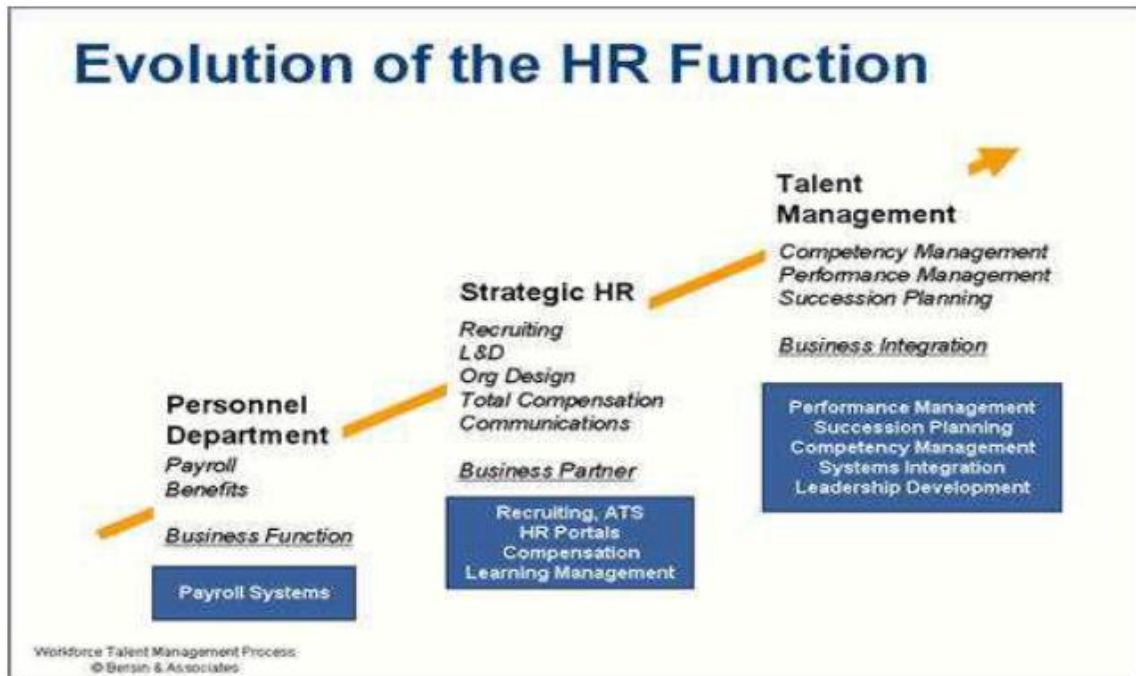 Evolution of the HR Function
Personnel
Department
Payroll
Benefits
Business Function
Payroll Systems
Strategic HR
Recruiting
L&D
Org Design
Total Compensation
Communications
Business Partner
Recruiting, ATS
HR Portals
Compensation
Learning Management
Talent
Management
Competency Management
Performance Management
Succession Planning
Business Integration
Performance Management
Succession Planning
Competency Management
Systems Integration
Leadership Development
Workforce Talent Management Process
© Bersin & Associates